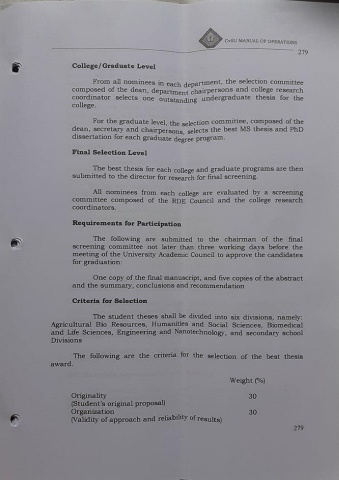 CvSU MANUAL OF OPERATIONS
279
College/Graduate Level
From all nominees in each department, the selection committee
composed of the dean, department chairpersons and college research
coordinator selects one outstanding undergraduate thesis for the
college.
For the graduate level, the selection committee, composed of the
dean, secretary and chairpersons, selects the best MS thesis and PhD
dissertation for each graduate degree program.
Final Selection Level
The best thesis for each college and graduate programs are then
submitted to the director for research for final screening.
All nominees from each college are evaluated by a screening
committee composed of the RDE Council and the college research
coordinators.
Requirements for Participation
The following are submitted to the chairman of the final
screening committee not later than three working days before the
meeting of the University Academic Council to approve the candidates
for graduation:
One copy of the final manuscript, and five copies of the abstract
and the summary, conclusions and recommendation
Criteria for Selection
The student theses shall be divided into six divisions, namely:
Agricultural Bio Resources, Humanities and Social Sciences, Biomedical
and Life Sciences, Engineering and Nanotechnology, and secondary school
Divisions
The following are the criteria for the selection of the best thesis
award.
Weight (%)
Originality 30
(Student's original proposal)
Organization 30
(Validity of approach and reliability of results)
279